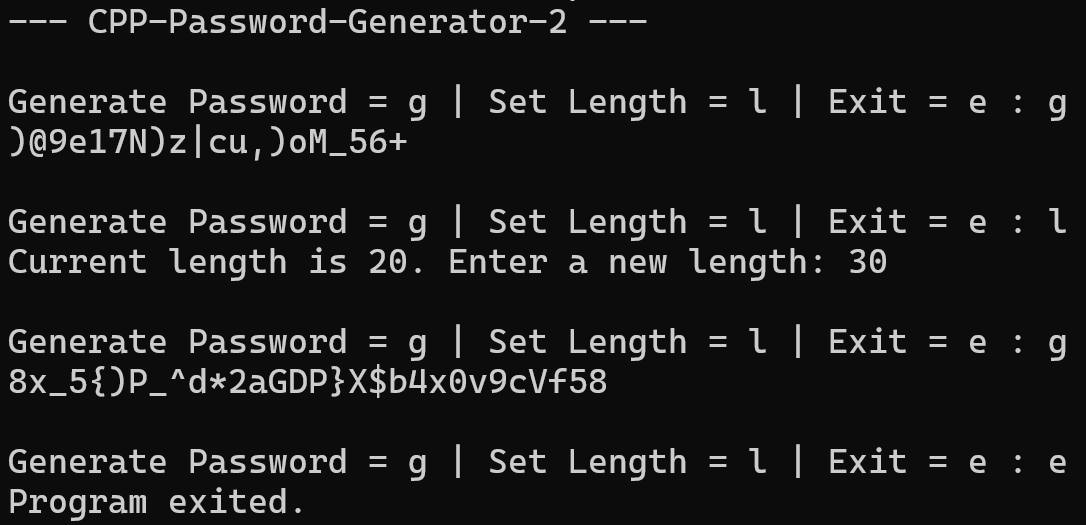 --- CPP-Password-Generator-2 ---
Generate Password = g | Set Length = l | Exit = e : g
)@9e17N)z|cu,)oM_56+
Generate Password = g | Set Length = l | Exit = e : l
Current length is 20. Enter a new length: 30
Generate Password = g | Set Length = l | Exit = e : g
8x_5{)P_^d*2aGDP}X$b4x0v9cVf58
Generate Password = g | Set Length = l | Exit = e : e
Program exited.